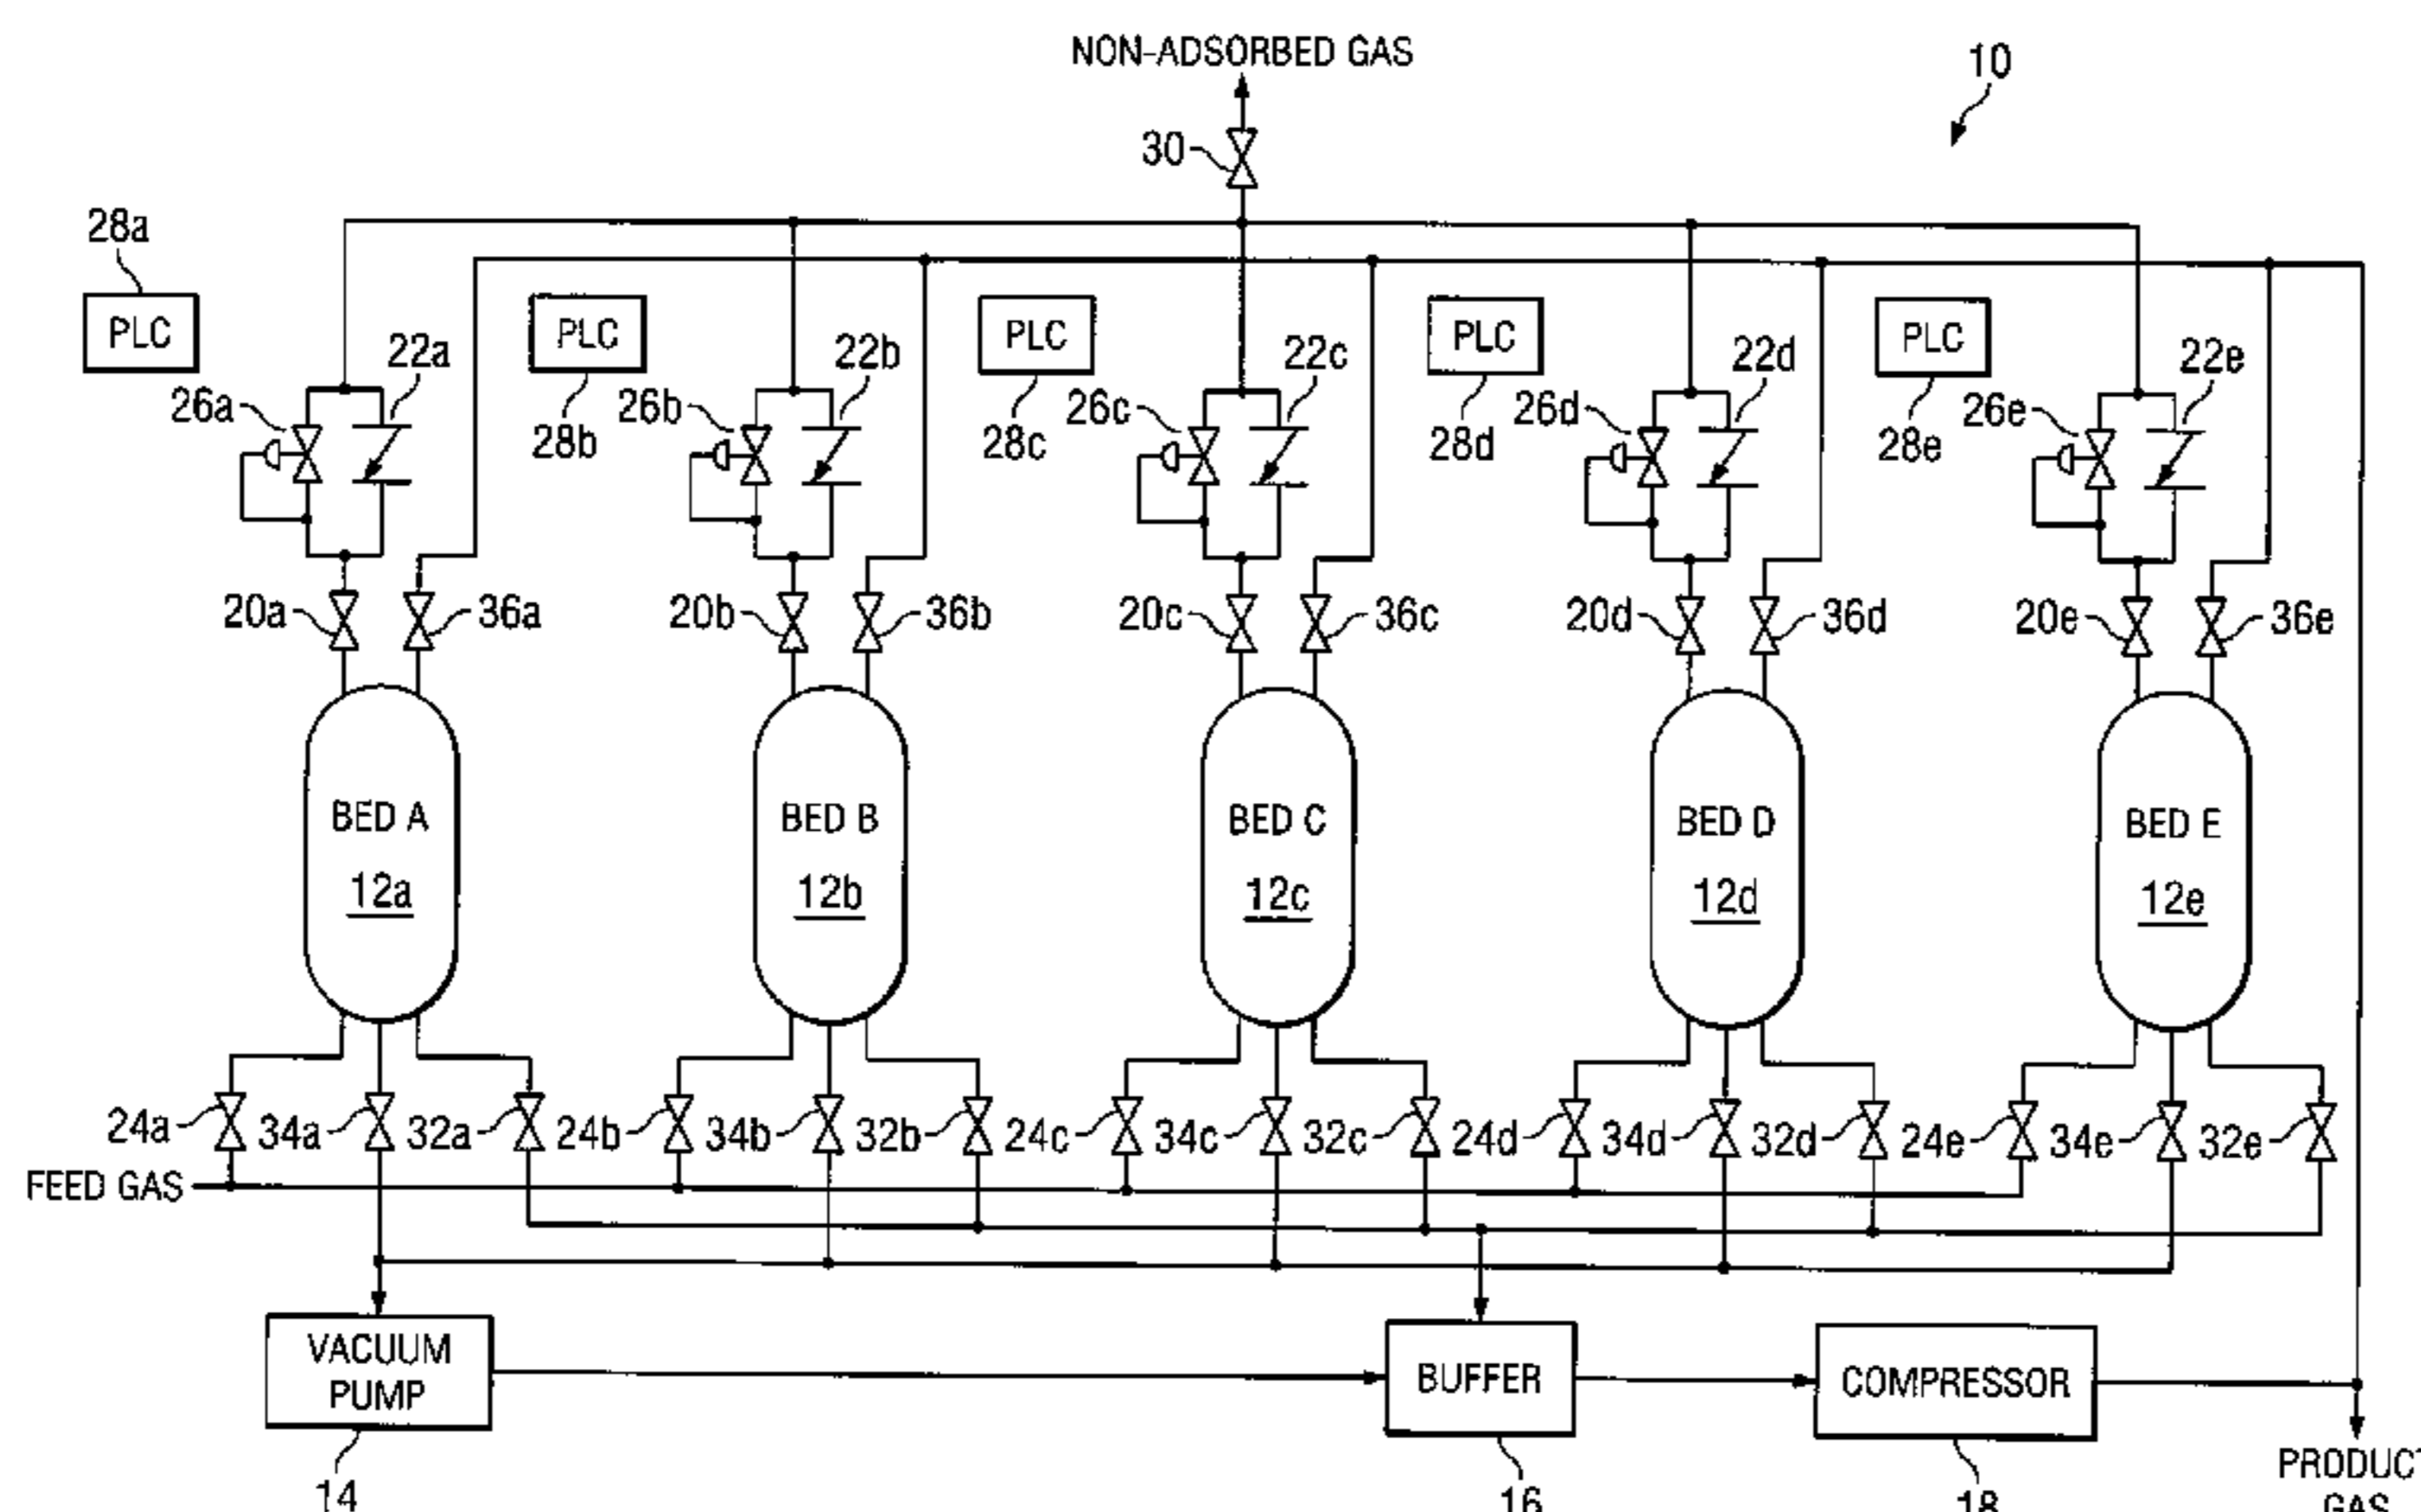 NON-ADSORBED GAS
10
30
28a
PLC
PLC
PLC
PLC
PLC
22a
22b
22c
22d
22e
26a
26b
26c
26d
26e
28b
28c
28d
28e
20a
36a
20b
36b
20c
36c
20d
36d
20e
36e
BED A
BED B
BED C
BED D
BED E
12a
12b
12c
12d
12e
24a
34a
32a
24b
34b
32b
24c
34c
32c
24d
34d
32d
24e
34e
32e
FEED GAS
VACUUM
PUMP
BUFFER
COMPRESSOR
14
16
18
PRODUCT
GAS